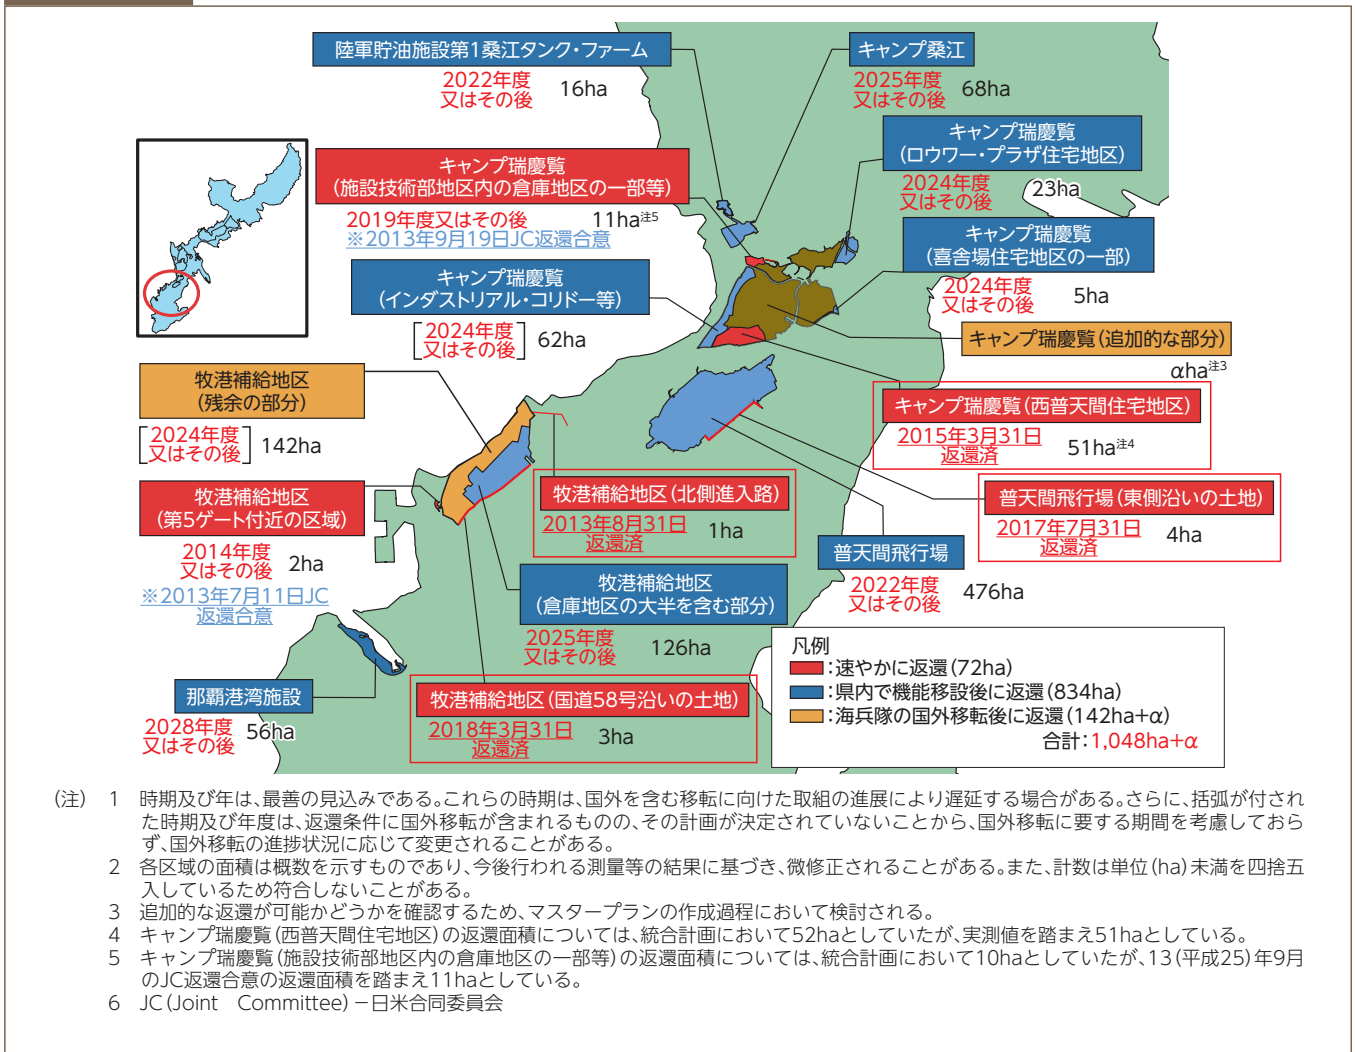 陸軍貯油施設第1桑江タンク・ファーム
2022年度
又はその後
16ha
キャンプ桑江
2025年度
又はその後
68ha
キャンプ瑞慶覧
(ロウワー・プラザ住宅地区)
2024年度
又はその後
23ha
キャンプ瑞慶覧
(施設技術部地区内の倉庫地区の一部等)
2019年度又はその後
11ha注5
※2013年9月19日JC返還合意
キャンプ瑞慶覧
(喜舎場住宅地区の一部)
2024年度
又はその後
5ha
キャンプ瑞慶覧
(インダストリアル・コリドー等)
[2024年度
又はその後]
62ha
キャンプ瑞慶覧(追加的な部分)
αha注3
牧港補給地区
(残余の部分)
[2024年度
又はその後]
142ha
キャンプ瑞慶覧(西普天間住宅地区)
2015年3月31日
返還済
51ha注4
牧港補給地区
(第5ゲート付近の区域)
2014年度
又はその後
2ha
※2013年7月11日JC
返還合意
牧港補給地区(北側進入路)
2013年8月31日
返還済
1ha
普天間飛行場(東側沿いの土地)
2017年7月31日
返還済
4ha
普天間飛行場
2022年度
又はその後
476ha
牧港補給地区
(倉庫地区の大半を含む部分)
2025年度
又はその後
126ha
那覇港湾施設
2028年度
又はその後
56ha
牧港補給地区(国道58号沿いの土地)
2018年3月31日
返還済
3ha
凡例
:速やかに返還(72ha)
:県内で機能移設後に返還(834ha)
:海兵隊の国外移転後に返還(142ha+α)
合計:1,048ha+α
(注) 1 時期及び年は、最善の見込みである。これらの時期は、国外を含む移転に向けた取組の進展により遅延する場合がある。さらに、括弧が付され
た時期及び年度は、返還条件に国外移転が含まれるものの、その計画が決定されていないことから、国外移転に要する期間を考慮しておら
ず、国外移転の進捗状況に応じて変更されることがある。
2 各区域の面積は概数を示すものであり、今後行われる測量等の結果に基づき、微修正されることがある。また、計数は単位(ha)未満を四捨五
入しているため符合しないことがある。
3 追加的な返還が可能かどうかを確認するため、マスタープランの作成過程において検討される。
4 キャンプ瑞慶覧(西普天間住宅地区)の返還面積については、統合計画において52haとしていたが、実測値を踏まえ51haとしている。
5 キャンプ瑞慶覧(施設技術部地区内の倉庫地区の一部等)の返還面積については、統合計画において10haとしていたが、13(平成25)年9月
のJC返還合意の返還面積を踏まえ11haとしている。
6 JC(Joint Committee)-日米合同委員会